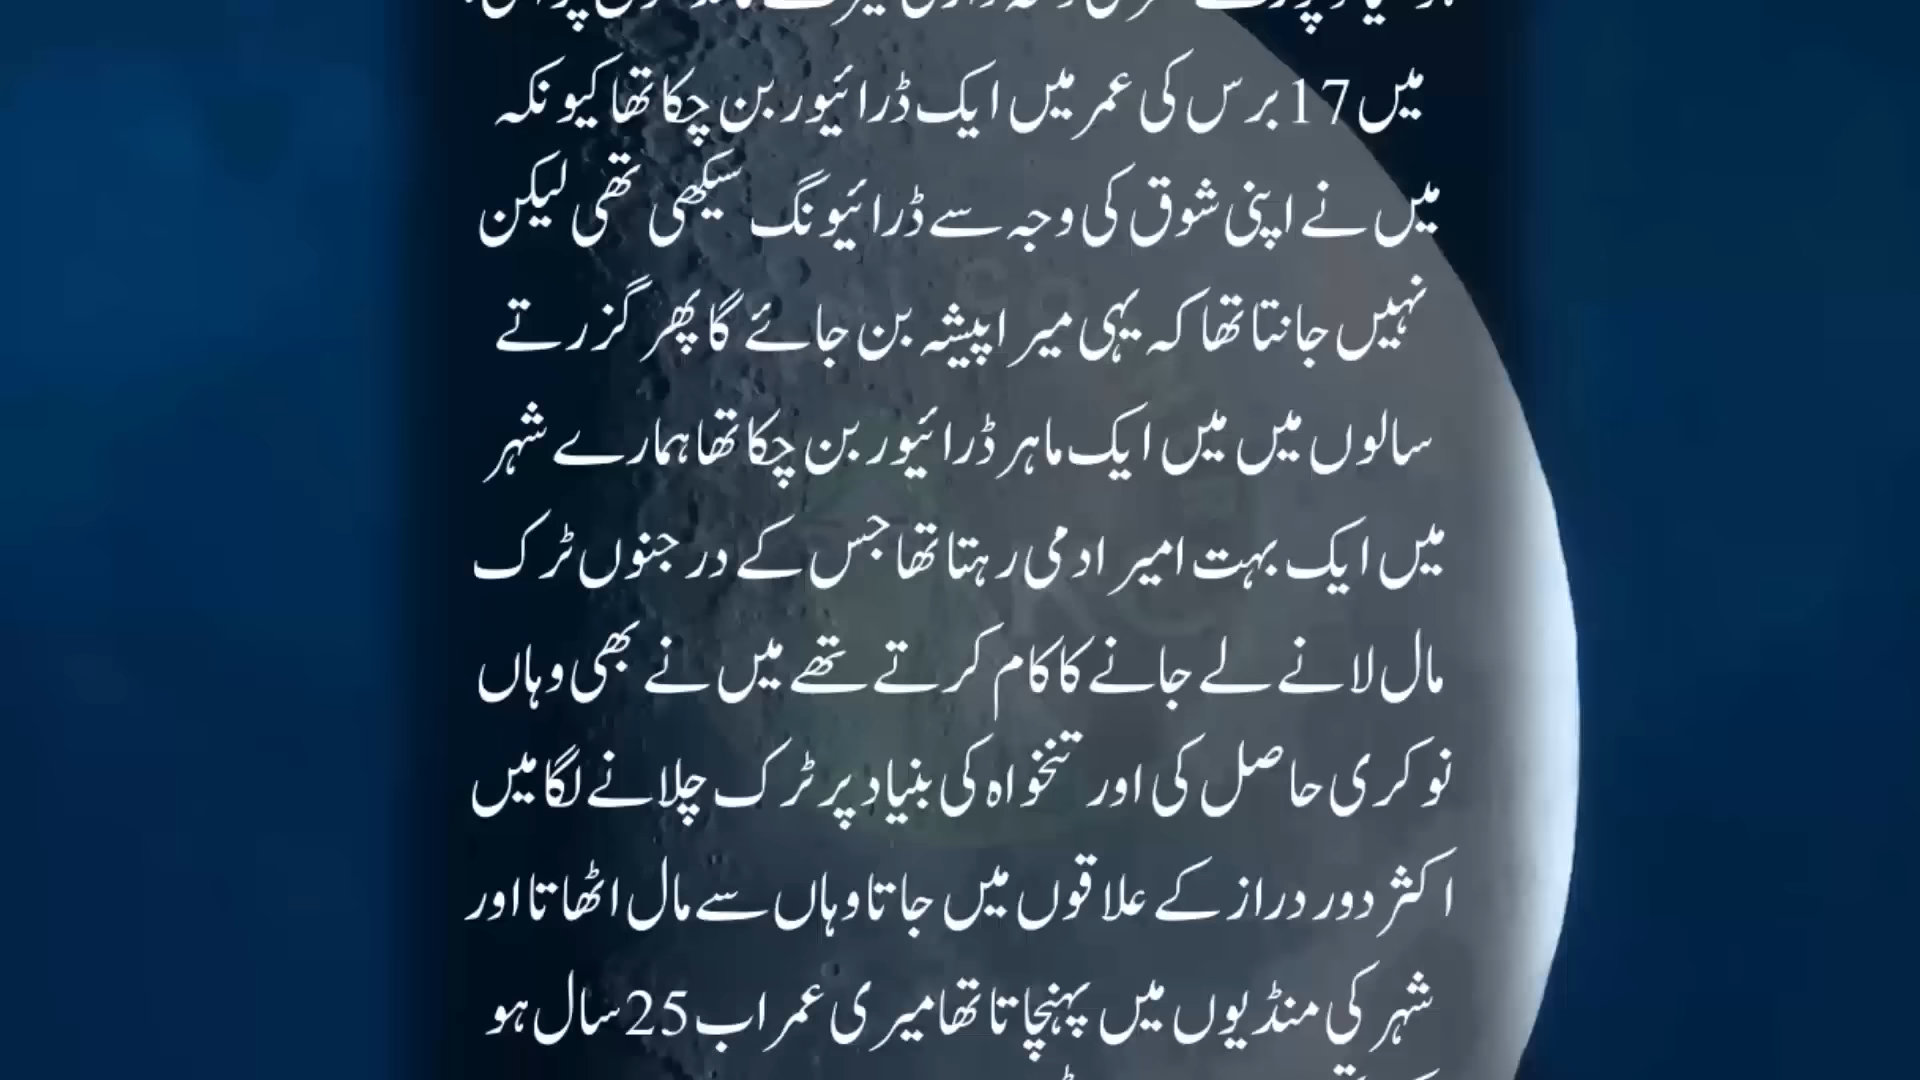 میں 17 برس کی عمر میں ایک ڈرائیور بن چکا تھا کیونکہ
میں نے اپنی شوق کی وجہ سے ڈرائیونگ سیکھی تھی لیکن
نہیں جانتا تھا کہ یہی میرا پیشہ بن جائے گا پھر گزرتے
سالوں میں میں ایک ماہر ڈرائیور بن چکا تھا ہمارے شہر
میں ایک بہت امیر ادمی رہتا تھا جس کے درجنوں ٹرک
مال لانے لے جانے کا کام کرتے تھے میں نے بھی وہاں
نوکری حاصل کی اور تنخواہ کی بنیاد پر ٹرک چلانے لگا میں
اکثر دور دراز کے علاقوں میں جاتا وہاں سے مال اٹھاتا اور
شہر کی منڈیوں میں پہنچاتا تھا میری عمر اب 25 سال ہو